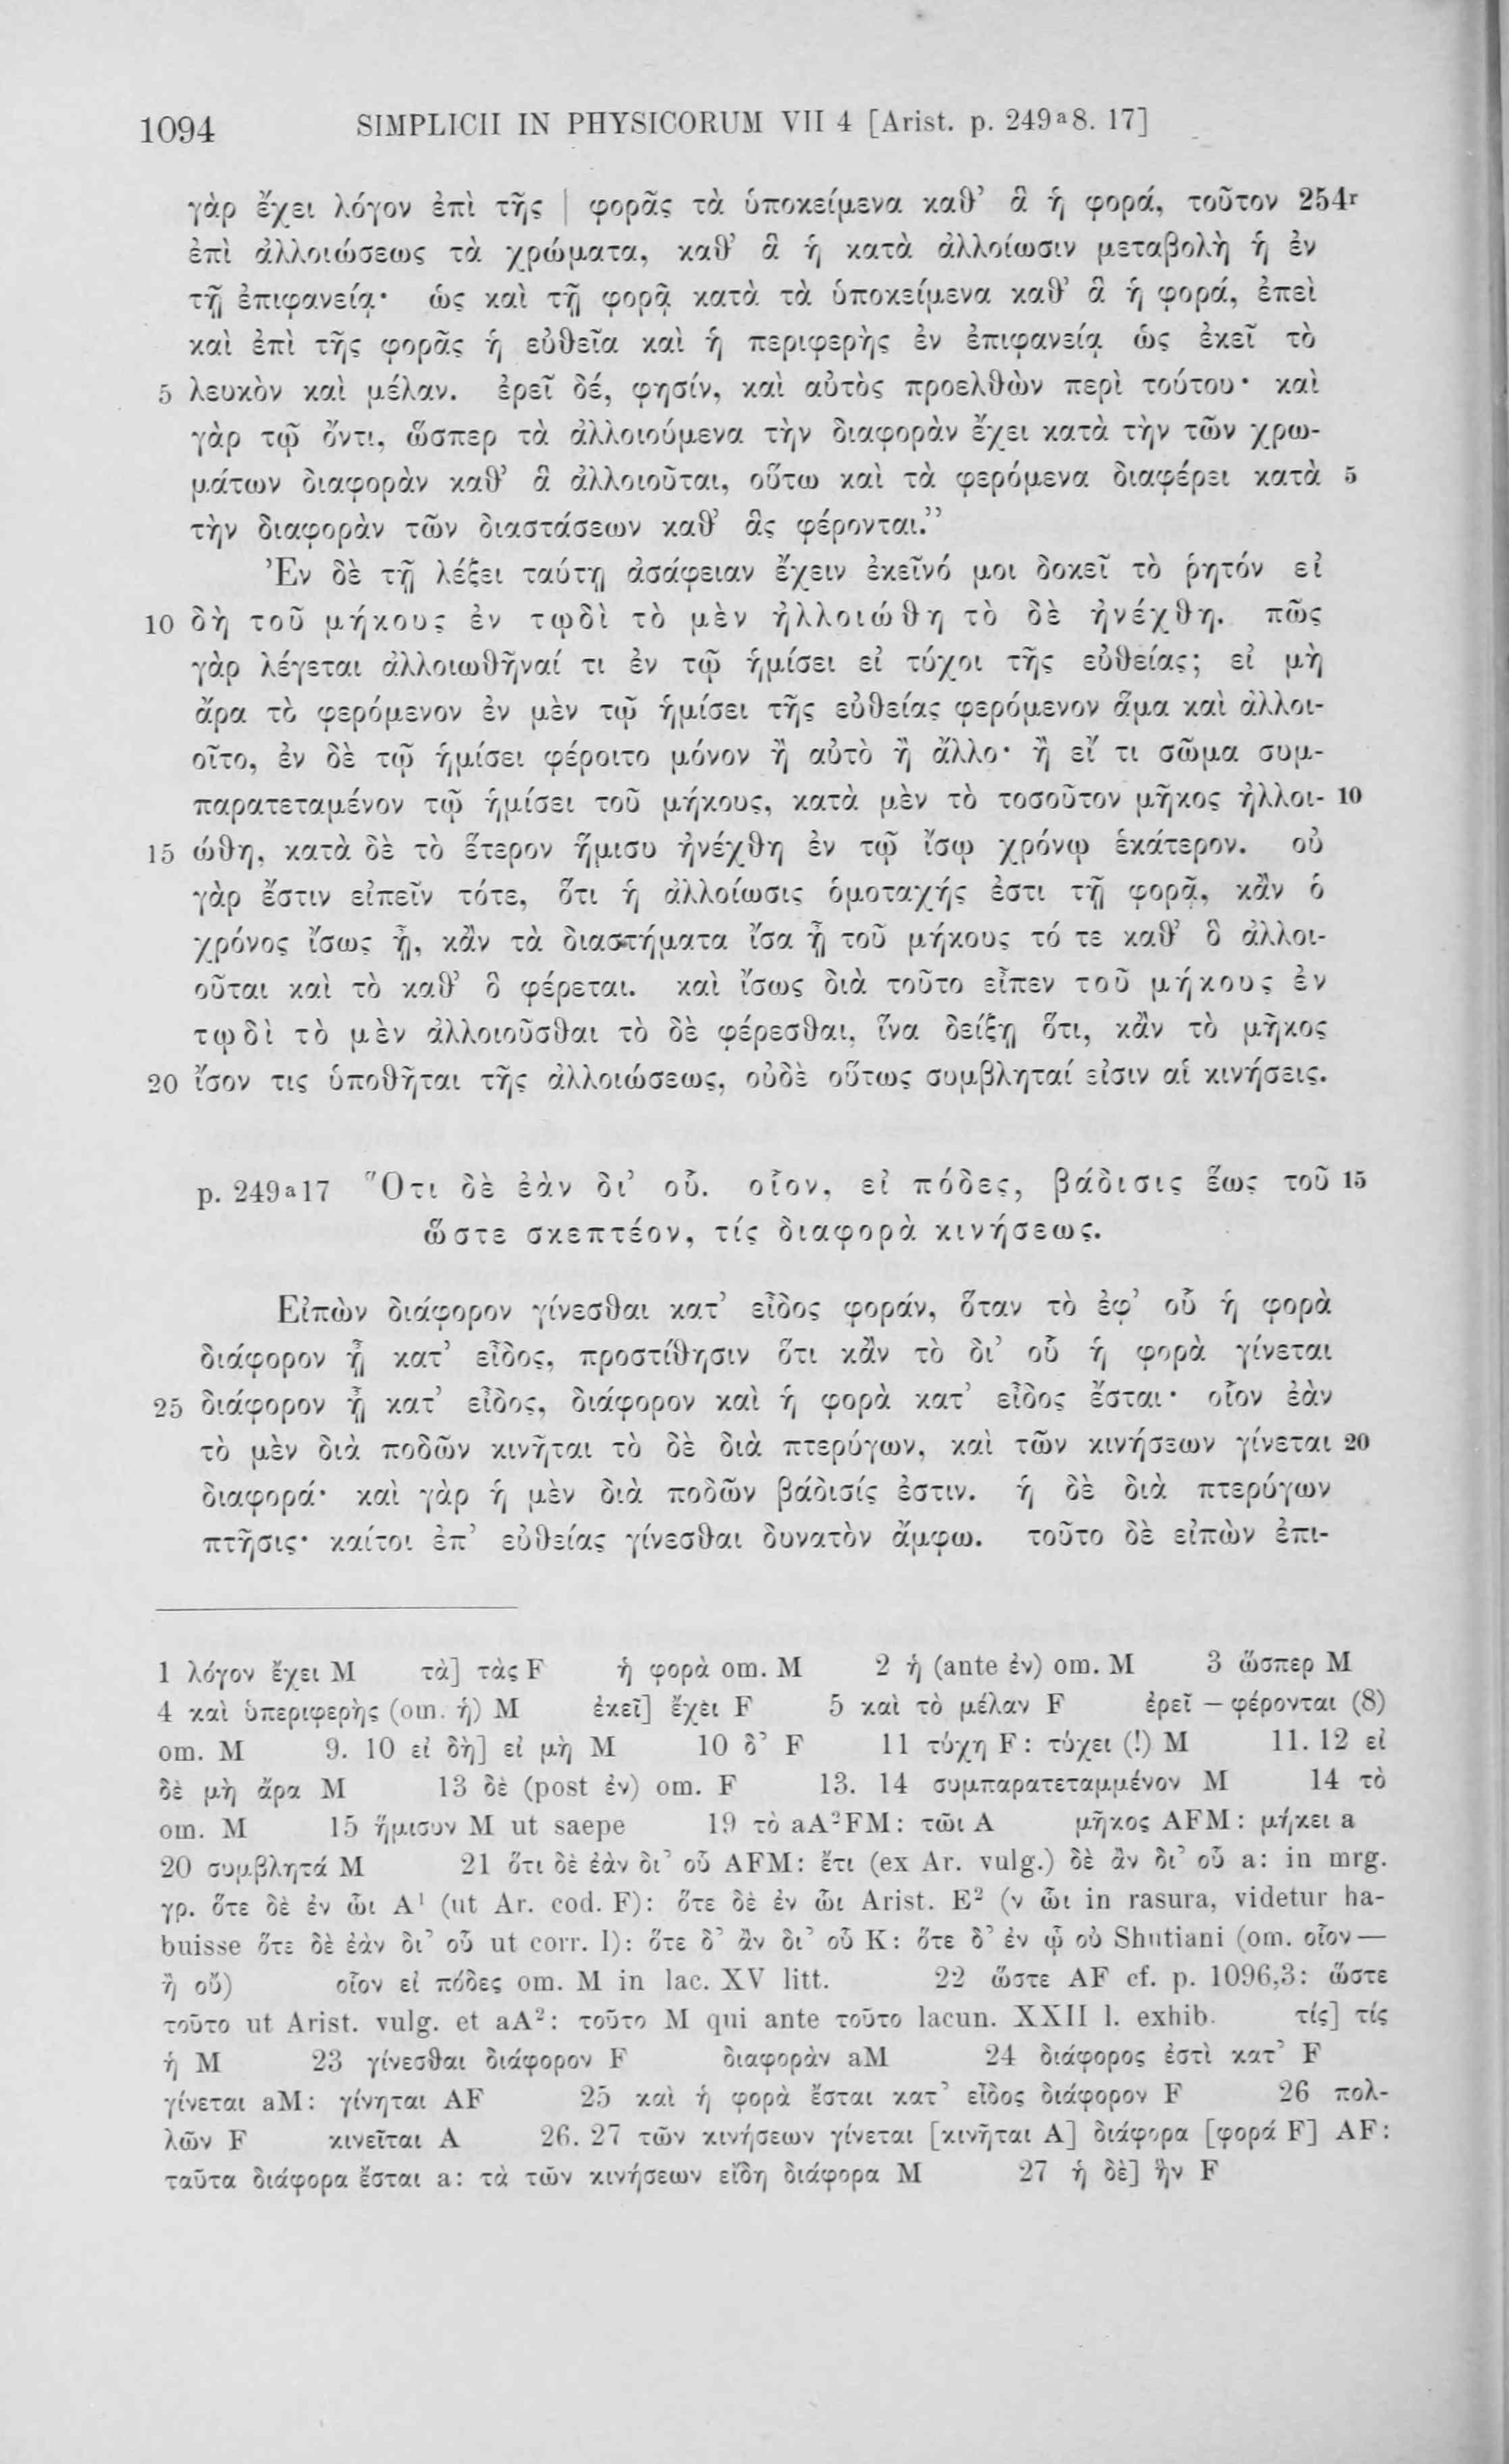 1094 SIMPLICII IN PHYSICORUM VII 4 [Arist. p. 249ᵃ8. 17]
γὰρ ἔχει λόγον ἐπὶ τῆς | φορᾶς τὰ ὑποκείμενα καθ’ ἃ ἡ φορά, τοῦτον 254r
ἐπὶ ἀλλοιώσεως τὰ χρώματα, καθ’ ἃ ἡ κατὰ ἀλλοίωσιν μεταβολὴ ἡ ἐν
τῇ ἐπιφανείᾳ· ὡς καὶ τῇ φορᾷ κατὰ τὰ ὑποκείμενα καθ’ ἃ ἡ φορά, ἐπεὶ
καὶ ἐπὶ τῆς φορᾶς ἡ εὐθεῖα καὶ ἡ περιφερὴς ἐν ἐπιφανείᾳ ὡς ἐκεῖ τὸ
5 λευκὸν καὶ μέλαν. ἐρεῖ δέ, φησίν, καὶ αὐτὸς προελθὼν περὶ τούτου· καὶ
γὰρ τῷ ὄντι, ὥσπερ τὰ ἀλλοιούμενα τὴν διαφορὰν ἔχει κατὰ τὴν τῶν χρω-
μάτων διαφορὰν καθ’ ἃ ἀλλοιοῦται, οὕτω καὶ τὰ φερόμενα διαφέρει κατὰ 5
τὴν διαφορὰν τῶν διαστάσεων καθ’ ἃς φέρονται.”
Ἐν δὲ τῇ λέξει ταύτῃ ἀσάφειαν ἔχειν ἐκεῖνό μοι δοκεῖ τὸ ῥητόν εἰ
10 δὴ τοῦ μήκους ἐν τῳδὶ τὸ μὲν ἠλλοιώθη τὸ δὲ ἠνέχθη. πῶς
γὰρ λέγεται ἀλλοιωθῆναί τι ἐν τῷ ἡμίσει εἰ τύχοι τῆς εὐθείας; εἰ μὴ
ἄρα τὸ φερόμενον ἐν μὲν τῷ ἡμίσει τῆς εὐθείας φερόμενον ἅμα καὶ ἀλλοι-
οῖτο, ἐν δὲ τῷ ἡμίσει φέροιτο μόνον ἢ αὐτὸ ἢ ἄλλο· ἢ εἴ τι σῶμα συμ-
παρατεταμένον τῷ ἡμίσει τοῦ μήκους, κατὰ μὲν τὸ τοσοῦτον μῆκος ἠλλοι- 10
15 ώθη, κατὰ δὲ τὸ ἕτερον ἥμισυ ἠνέχθη ἐν τῷ ἴσῳ χρόνῳ ἑκάτερον. οὐ
γὰρ ἔστιν εἰπεῖν τότε, ὅτι ἡ ἀλλοίωσις ὁμοταχής ἐστι τῇ φορᾷ, κἂν ὁ
χρόνος ἴσως ᾖ, κἂν τὰ διαστήματα ἴσα ᾖ τοῦ μήκους τό τε καθ’ ὃ ἀλλοι-
οῦται καὶ τὸ καθ’ ὃ φέρεται. καὶ ἴσως διὰ τοῦτο εἶπεν τοῦ μήκους ἐν
τῳδὶ τὸ μὲν ἀλλοιοῦσθαι τὸ δὲ φέρεσθαι, ἵνα δείξῃ ὅτι, κἂν τὸ μῆκος
20 ἴσον τις ὑποθῆται τῆς ἀλλοιώσεως, οὐδὲ οὕτως συμβληταί εἰσιν αἱ κινήσεις.
p. 249ᵃ17 Ὅτι δὲ ἐὰν δι’ οὗ. οἷον, εἰ πόδες, βάδισις ἕως τοῦ 15
ὥστε σκεπτέον, τίς διαφορὰ κινήσεως.
Εἰπὼν διάφορον γίνεσθαι κατ’ εἶδος φοράν, ὅταν τὸ ἐφ’ οὗ ἡ φορὰ
διάφορον ᾖ κατ’ εἶδος, προστίθησιν ὅτι κἂν τὸ δι’ οὗ ἡ φορὰ γίνεται
25 διάφορον ᾖ κατ’ εἶδος, διάφορον καὶ ἡ φορὰ κατ’ εἶδος ἔσται· οἷον ἐὰν
τὸ μὲν διὰ ποδῶν κινῆται τὸ δὲ διὰ πτερύγων, καὶ τῶν κινήσεων γίνεται 20
διαφορά· καὶ γὰρ ἡ μὲν διὰ ποδῶν βάδισίς ἐστιν. ἡ δὲ διὰ πτερύγων
πτῆσις· καίτοι ἐπ’ εὐθείας γίνεσθαι δυνατὸν ἄμφω. τοῦτο δὲ εἰπὼν ἐπι-
1 λόγον ἔχει M τὰ] τὰς F ἡ φορὰ om. M 2 ἡ (ante ἐν) om. M 3 ὥσπερ M
4 καὶ ὑπεριφερὴς (om. ἡ) M ἐκεῖ] ἔχει F 5 καὶ τὸ μέλαν F ἐρεῖ – φέρονται (8)
om. M 9. 10 εἰ δὴ] εἰ μὴ M 10 δ’ F 11 τύχη F: τύχει (!) M 11. 12 εἰ
δὲ μὴ ἄρα M 13 δὲ (post ἐν) om. F 13. 14 συμπαρατεταμμένον M 14 τὸ
om. M 15 ἥμισυν M ut saepe 19 τὸ aA²FM: τῶι A μῆκος AFM: μήκει a
20 συμβλητά M 21 ὅτι δὲ ἐὰν δι’ οὗ AFM: ἔτι (ex Ar. vulg.) δὲ ἂν δι’ οὗ a: in mrg.
γρ. ὅτε δὲ ἐν ὧι A¹ (ut Ar. cod. F): ὅτε δὲ ἐν ὧι Arist. E² (ν ὧι in rasura, videtur ha-
buisse ὅτε δὲ ἐὰν δι’ οὗ ut corr. I): ὅτε δ’ ἂν δι’ οὗ K: ὅτε δ’ ἐν ᾧ οὐ Shutiani (om. οἷον —
ἢ οὔ) οἷον εἰ πόδες om. M in lac. XV litt. 22 ὥστε AF cf. p. 1096,3: ὥστε
τοῦτο ut Arist. vulg. et aA²: τοῦτο M qui ante τοῦτο lacun. XXII l. exhib. τίς] τίς
ἡ M 23 γίνεσθαι διάφορον F διαφορὰν aM 24 διάφορος ἐστὶ κατ’ F
γίνεται aM: γίνηται AF 25 καὶ ἡ φορὰ ἔσται κατ’ εἶδος διάφορον F 26 πολ-
λῶν F κινεῖται A 26. 27 τῶν κινήσεων γίνεται [κινῆται A] διάφορα [φορά F] AF:
ταῦτα διάφορα ἔσται a: τὰ τῶν κινήσεων εἴδη διάφορα M 27 ἡ δὲ] ἣν F